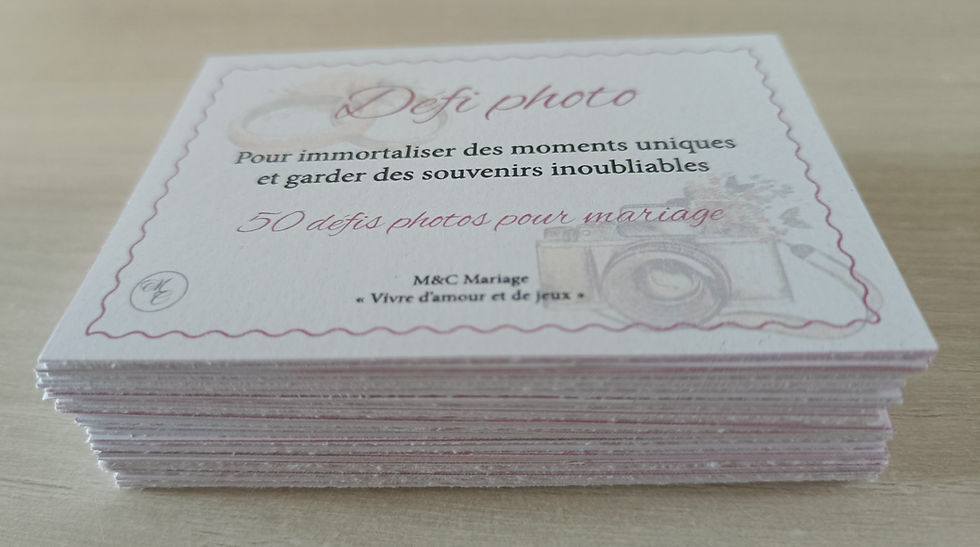 Défi photo
Pour immortaliser des moments uniques
et garder des souvenirs inoubliables
50 défis photos pour mariage
M&C Mariage
« Vivre d'amour et de jeux »
M
C